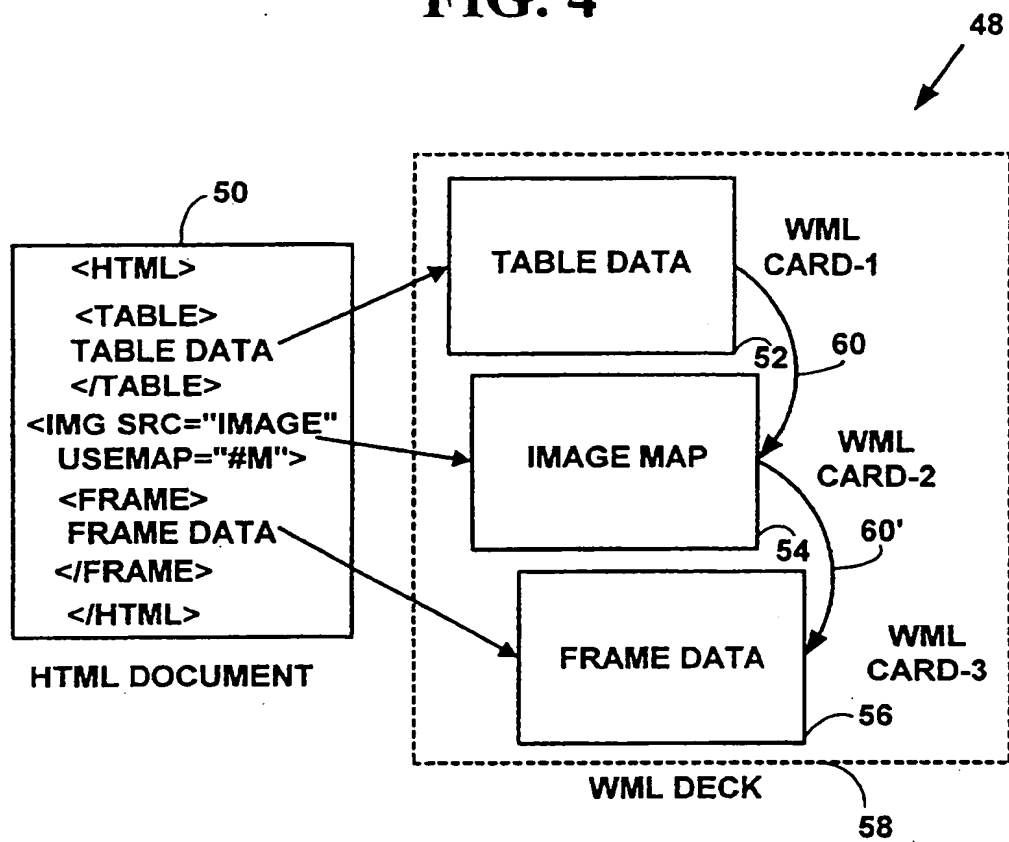 FIG. 4
48
50
<HTML>
<TABLE>
TABLE DATA
</TABLE>
<IMG SRC="IMAGE"
USEMAP="#M">
<FRAME>
FRAME DATA
</FRAME>
</HTML>
HTML DOCUMENT
TABLE DATA
WML
CARD-1
52
60
IMAGE MAP
WML
CARD-2
54
60'
FRAME DATA
WML
CARD-3
56
WML DECK
58